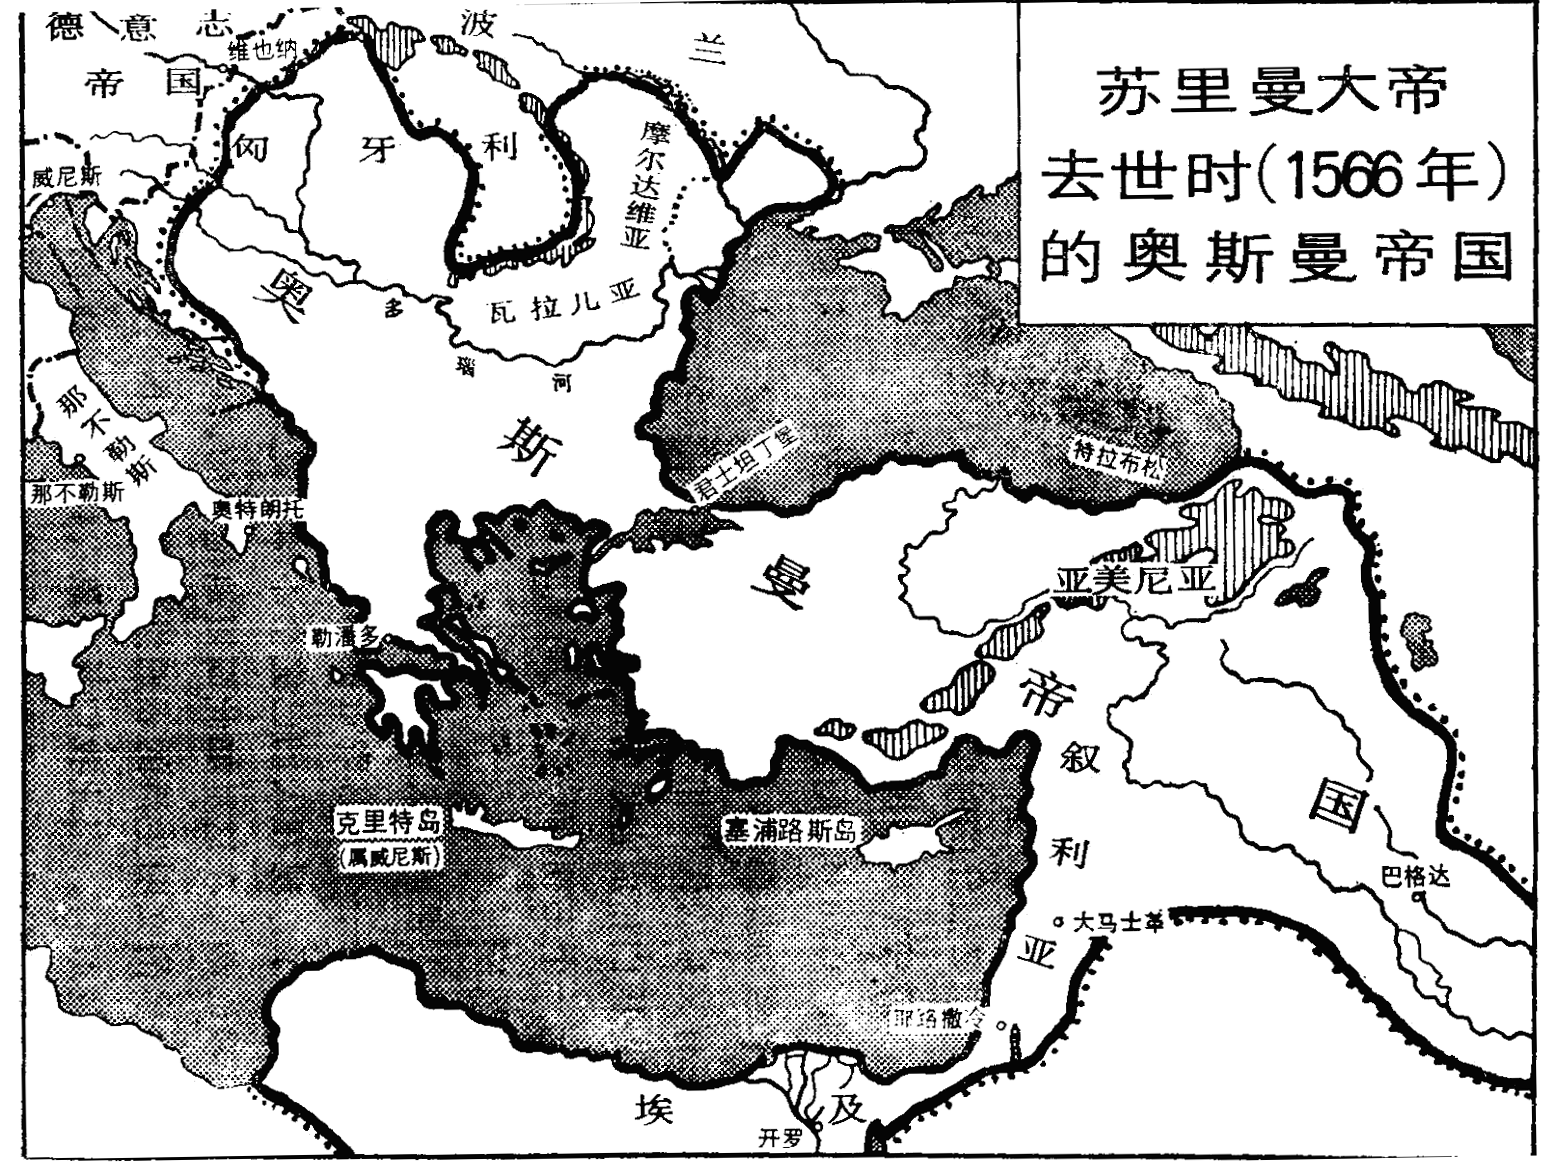 苏里曼大帝
去世时(1566年)
的奥斯曼帝国
德意志
帝国
维也纳
波兰
匈牙利
摩尔达维亚
威尼斯
奥斯曼帝国
多瑙河
瓦拉几亚
那不勒斯
那不勒斯
奥特朗托
君士坦丁堡
特拉布松
亚美尼亚
勒潘多
克里特岛
(属威尼斯)
塞浦路斯岛
叙利亚
巴格达
大马士革
耶路撒冷
埃及
开罗